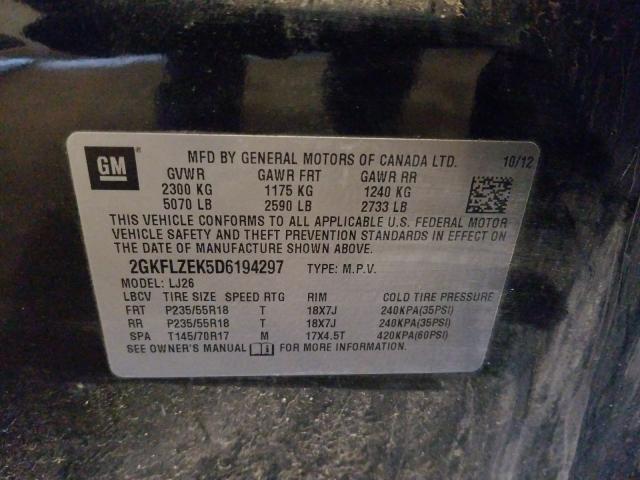 GM® MFD BY GENERAL MOTORS OF CANADA LTD. 10/12
GVWR GAWR FRT GAWR RR
2300 KG 1175 KG 1240 KG
5070 LB 2590 LB 2733 LB
THIS VEHICLE CONFORMS TO ALL APPLICABLE U.S. FEDERAL MOTOR
VEHICLE SAFETY AND THEFT PREVENTION STANDARDS IN EFFECT ON
THE DATE OF MANUFACTURE SHOWN ABOVE.
2GKFLZEK5D6194297 TYPE: M.P.V.
MODEL: LJ26
LBCV TIRE SIZE SPEED RTG RIM COLD TIRE PRESSURE
FRT P235/55R18 T 18X7J 240KPA(35PSI)
RR P235/55R18 T 18X7J 240KPA(35PSI)
SPA T145/70R17 M 17X4.5T 420KPA(60PSI)
SEE OWNER'S MANUAL FOR MORE INFORMATION.